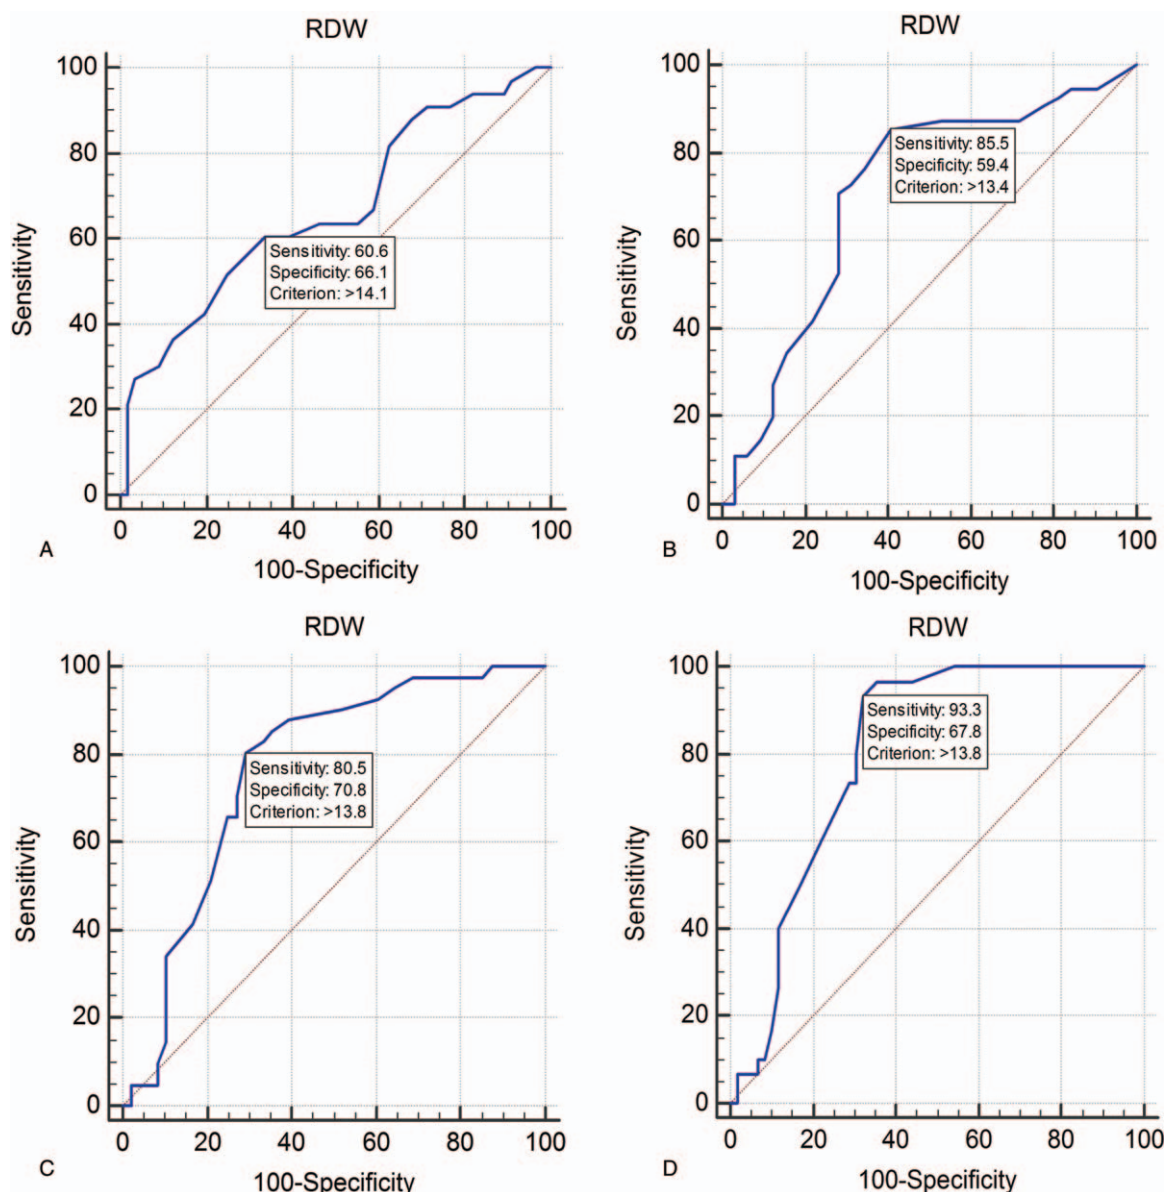 RDW
100
80
60
40
20
0
Sensitivity
Sensitivity: 60.6
Specificity: 66.1
Criterion: >14.1
0 20 40 60 80 100
100-Specificity
A
RDW
100
80
60
40
20
0
Sensitivity
Sensitivity: 85.5
Specificity: 59.4
Criterion: >13.4
0 20 40 60 80 100
100-Specificity
B
RDW
100
80
60
40
20
0
Sensitivity
Sensitivity: 80.5
Specificity: 70.8
Criterion: >13.8
0 20 40 60 80 100
100-Specificity
C
RDW
100
80
60
40
20
0
Sensitivity
Sensitivity: 93.3
Specificity: 67.8
Criterion: >13.8
0 20 40 60 80 100
100-Specificity
D